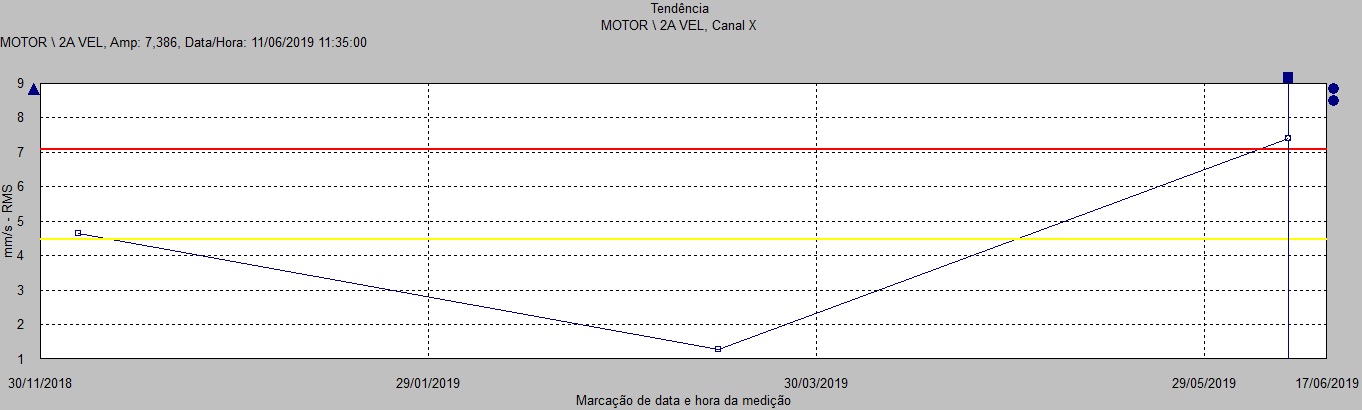 Tendência
MOTOR \ 2A VEL, Canal X
MOTOR \ 2A VEL, Amp: 7,386, Data/Hora: 11/06/2019 11:35:00
9
8
7
6
5
4
3
2
1
mm/s - RMS
30/11/2018 29/01/2019 30/03/2019 29/05/2019 17/06/2019
Marcação de data e hora da medição